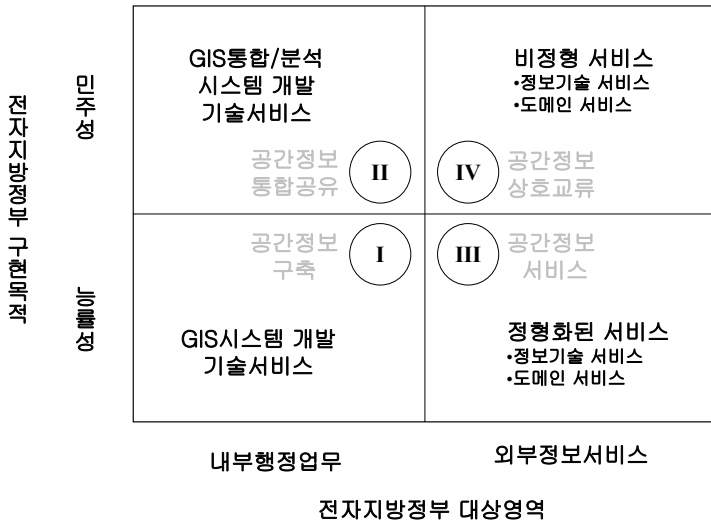 전자지방정부 구현목적
민주성
능률성
GIS통합/분석
시스템 개발
기술서비스
공간정보
통합공유
II
비정형 서비스
•정보기술 서비스
•도메인 서비스
IV
공간정보
상호교류
공간정보
구축
I
GIS시스템 개발
기술서비스
III
공간정보
서비스
정형화된 서비스
•정보기술 서비스
•도메인 서비스
내부행정업무
외부정보서비스
전자지방정부 대상영역